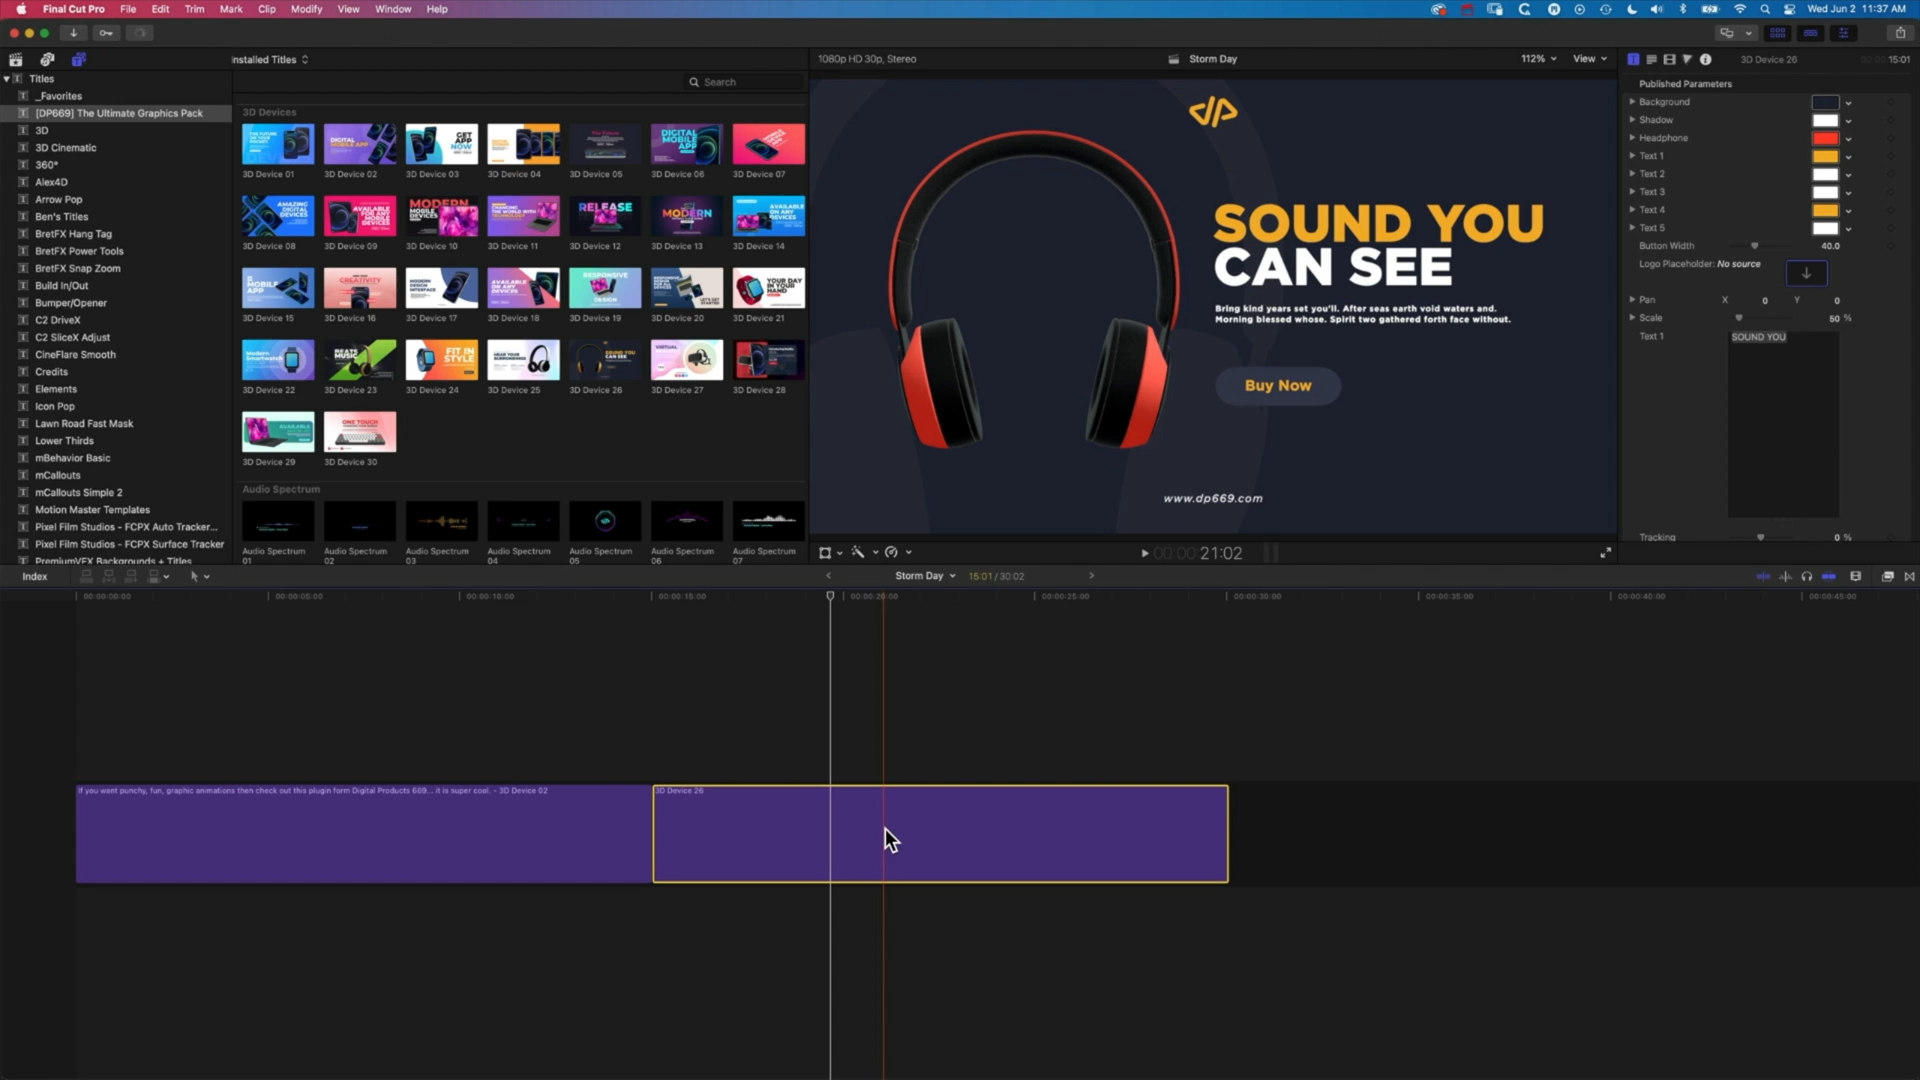 Final Cut Pro File Edit Trim Mark Clip Modify View Window Help
Wed Jun 2 11:37 AM
Installed Titles
1080p HD 30p, Stereo
Storm Day
112%
View
3D Device 26
15:01
Titles
_Favorites
[DP669] The Ultimate Graphics Pack
3D
3D Cinematic
360°
Alex4D
Arrow Pop
Ben's Titles
BretFX Hang Tag
BretFX Power Tools
BretFX Snap Zoom
Build In/Out
Bumper/Opener
C2 DriveX
C2 SliceX Adjust
CineFlare Smooth
Credits
Elements
Icon Pop
Lawn Road Fast Mask
Lower Thirds
mBehavior Basic
mCallouts
mCallouts Simple 2
Motion Master Templates
Pixel Film Studios - FCPX Auto Tracker...
Pixel Film Studios - FCPX Surface Tracker
PremiumVFX Backgrounds + Titles
Search
3D Devices
GET APP NOW
DIGITAL MOBILE APP
3D Device 01 3D Device 02 3D Device 03 3D Device 04 3D Device 05 3D Device 06 3D Device 07
AMAZING DIGITAL DEVICES
RELEASE
MODERN
3D Device 08 3D Device 09 3D Device 10 3D Device 11 3D Device 12 3D Device 13 3D Device 14
3D Device 15 3D Device 16 3D Device 17 3D Device 18 3D Device 19 3D Device 20 3D Device 21
BEATS MUSIC
FIT IN STYLE
3D Device 22 3D Device 23 3D Device 24 3D Device 25 3D Device 26 3D Device 27 3D Device 28
ONE TOUCH
3D Device 29 3D Device 30
Audio Spectrum
Audio Spectrum 01
Audio Spectrum 02
Audio Spectrum 03
Audio Spectrum 04
Audio Spectrum 05
Audio Spectrum 06
Audio Spectrum 07
SOUND YOU
CAN SEE
Bring kind years set you'll. After seas earth void waters and.
Morning blessed whose. Spirit two gathered forth face without.
Buy Now
www.dp669.com
00:00:21:02
Published Parameters
Background
Shadow
Headphone
Text 1
Text 2
Text 3
Text 4
Text 5
Button Width 40.0
Logo Placeholder: No source
Pan X 0 Y 0
Scale 50 %
Text 1 SOUND YOU
Tracking 0 %
Index
Storm Day 15:01 / 30:02
00:00:00:00 00:00:05:00 00:00:10:00 00:00:15:00 00:00:20:00 00:00:25:00 00:00:30:00 00:00:35:00 00:00:40:00 00:00:45:00
If you want punchy, fun, graphic animations then check out this plugin form Digital Products 669... it is super cool. - 3D Device 02
3D Device 26